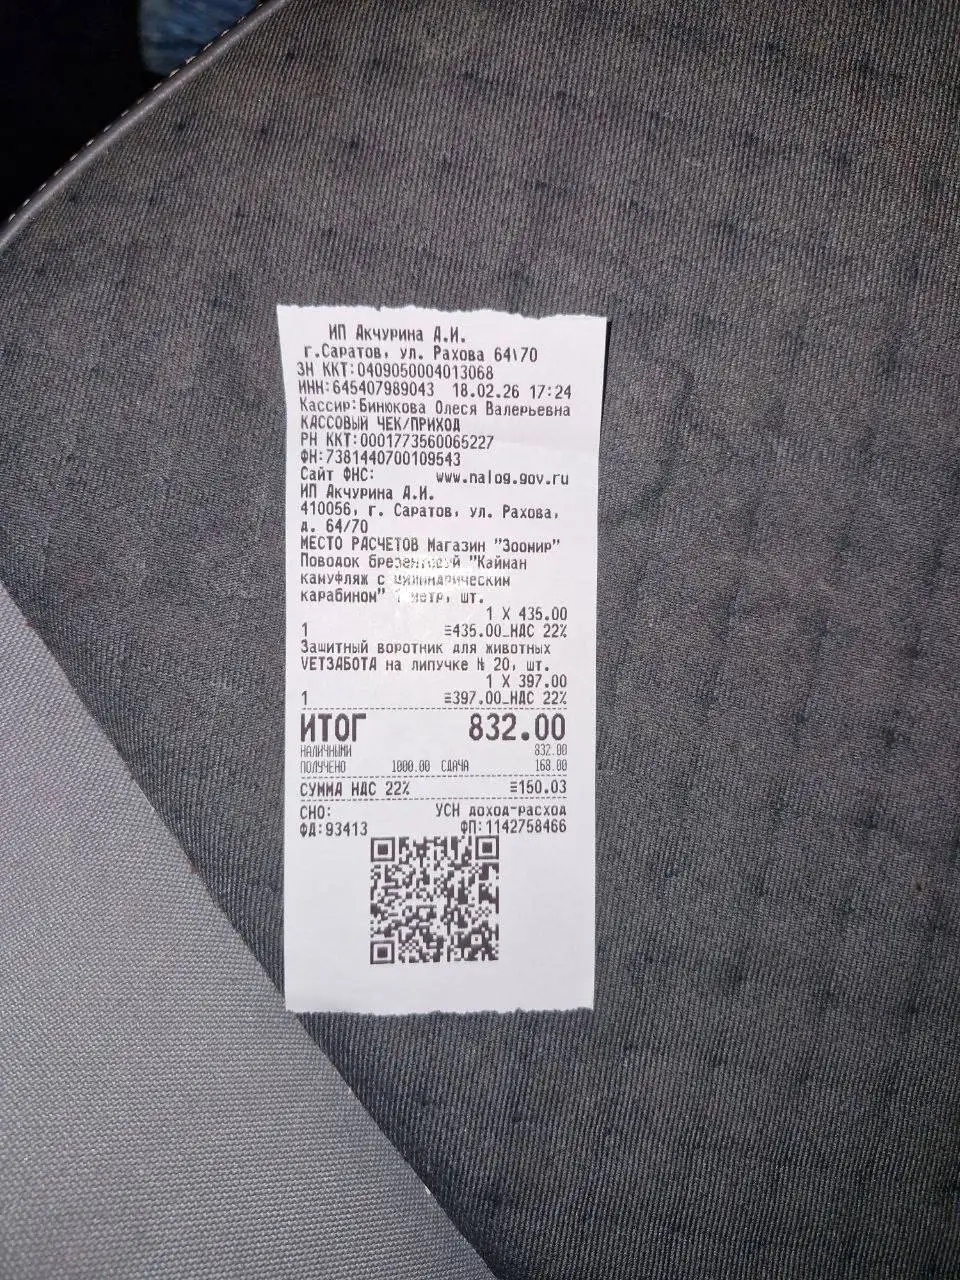 ИП Акчурина А.И.
г.Саратов, ул. Рахова 64\70
ЗН ККТ:0409050004013068
ИНН:645407989043 18.02.26 17:24
Кассир:Бинюкова Олеся Валерьевна
КАССОВЫЙ ЧЕК/ПРИХОД
РН ККТ:0001773560065227
ФН:7381440700109543
Сайт ФНС: www.nalog.gov.ru
ИП Акчурина А.И.
410056, г. Саратов, ул. Рахова,
д. 64/70
МЕСТО РАСЧЕТОВ Магазин "Зоомир"
Поводок брезентовый "Кайман
камуфляж с цилиндрическим
карабином" метр, шт.
1 X 435.00
1 ≡435.00_НДС 22%
Защитный воротник для животных
VETЗАБОТА на липучке № 20, шт.
1 X 397.00
1 ≡397.00_НДС 22%
ИТОГ 832.00
НАЛИЧНЫМИ 832.00
ПОЛУЧЕНО 1000.00 СДАЧА 168.00
СУММА НДС 22% ≡150.03
СНО: УСН доход-расход
ФД:93413 ФП:1142758466